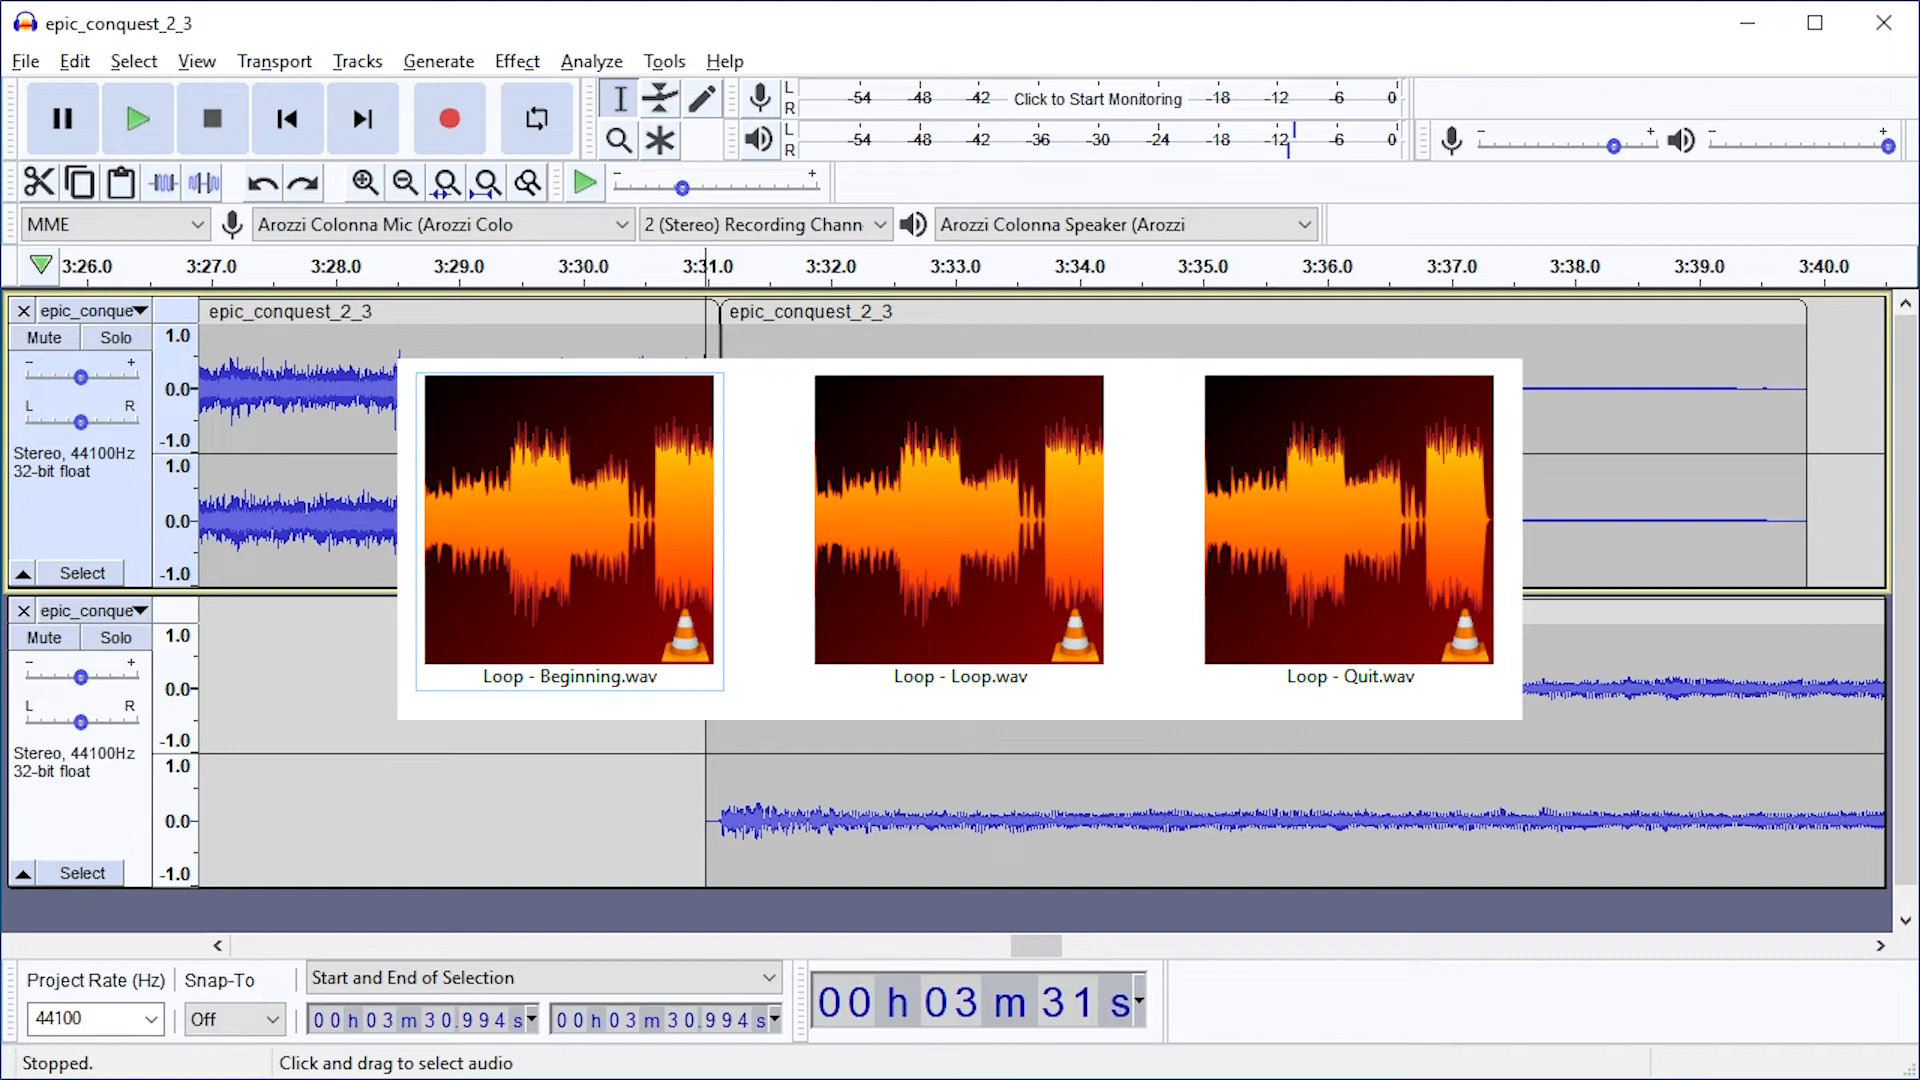 epic_conquest_2_3
File Edit Select View Transport Tracks Generate Effect Analyze Tools Help
L
R
-54 -48 -42 Click to Start Monitoring -18 -12 -6 0
L
R
-54 -48 -42 -36 -30 -24 -18 -12 -6 0
- +
- +
- +
MME
Arozzi Colonna Mic (Arozzi Colo
2 (Stereo) Recording Chann
Arozzi Colonna Speaker (Arozzi
3:26.0 3:27.0 3:28.0 3:29.0 3:30.0 3:31.0 3:32.0 3:33.0 3:34.0 3:35.0 3:36.0 3:37.0 3:38.0 3:39.0 3:40.0
epic_conque
epic_conquest_2_3
epic_conquest_2_3
Mute Solo
- +
L R
Stereo, 44100Hz
32-bit float
Select
1.0
0.0-
-1.0
1.0
0.0-
-1.0
Loop - Beginning.wav
Loop - Loop.wav
Loop - Quit.wav
epic_conque
Mute Solo
- +
L R
Stereo, 44100Hz
32-bit float
Select
1.0
0.0-
-1.0
1.0
0.0-
-1.0
Project Rate (Hz)
Snap-To
Start and End of Selection
44100
Off
00 h 03 m 30.994 s
00 h 03 m 30.994 s
00 h 03 m 31 s
Stopped.
Click and drag to select audio